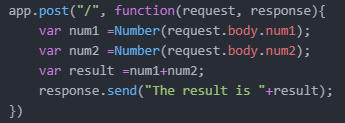 app.post("/", function(request, response){
    var num1 =Number(request.body.num1);
    var num2 =Number(request.body.num2);
    var result =num1+num2;
    response.send("The result is "+result);
})